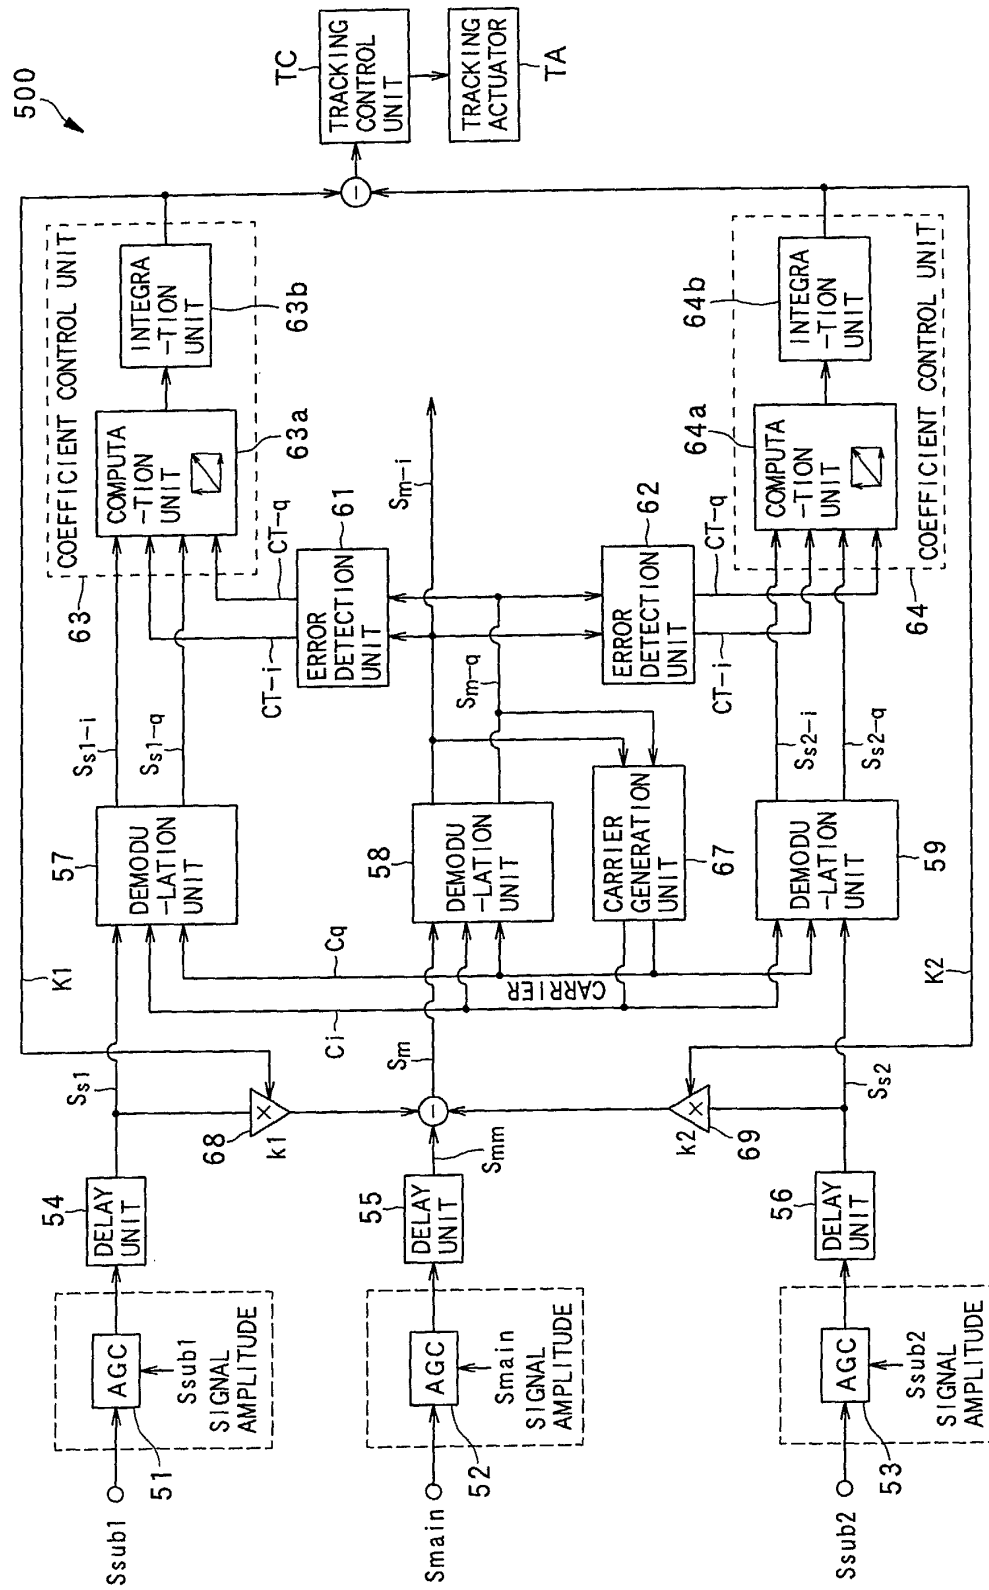 500
K1
Ssub1
51
AGC
Ssub1
SIGNAL
AMPLITUDE
54
DELAY
UNIT
Ss1
68
k1
57
DEMODU
-LATION
UNIT
Ss1-i
Ss1-q
63
COEFFICIENT CONTROL UNIT
COMPUTA
-TION
UNIT
63a
INTEGRA
-TION
UNIT
63b
TC
TRACKING
CONTROL
UNIT
TRACKING
ACTUATOR
TA
CT-i
CT-q
ERROR
DETECTION
UNIT
61
Ci
Cq
CARRIER
Smain
52
AGC
Smain
SIGNAL
AMPLITUDE
55
DELAY
UNIT
Smm
Sm
58
DEMODU
-LATION
UNIT
Sm-q
Sm-i
CARRIER
GENERATION
UNIT
67
ERROR
DETECTION
UNIT
62
CT-i
CT-q
Ssub2
53
AGC
Ssub2
SIGNAL
AMPLITUDE
56
DELAY
UNIT
Ss2
k2
69
DEMODU
-LATION
UNIT
59
Ss2-i
Ss2-q
64a
COMPUTA
-TION
UNIT
64b
INTEGRA
-TION
UNIT
COEFFICIENT CONTROL UNIT
64
K2